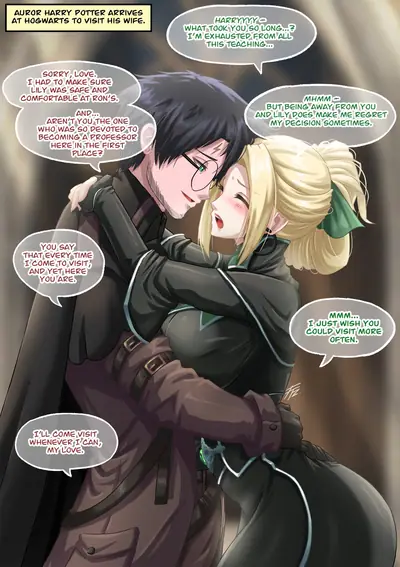 AUROR HARRY POTTER ARRIVES
AT HOGWARTS TO VISIT HIS WIFE.
HARRYYYY –
WHAT TOOK YOU SO LONG...?
I'M EXHAUSTED FROM ALL
THIS TEACHING...
SORRY, LOVE.
I HAD TO MAKE SURE
LILY WAS SAFE AND
COMFORTABLE AT RON'S.
AND...
AREN'T YOU THE ONE
WHO WAS SO DEVOTED TO
BECOMING A PROFESSOR
HERE IN THE FIRST
PLACE?
MHMM –
BUT BEING AWAY FROM YOU
AND LILY DOES MAKE ME REGRET
MY DECISION SOMETIMES.
YOU SAY
THAT EVERY TIME
I COME TO VISIT,
AND YET HERE
YOU ARE.
MMM...
I JUST WISH YOU
COULD VISIT MORE
OFTEN.
I'LL COME VISIT
WHENEVER I CAN,
MY LOVE.